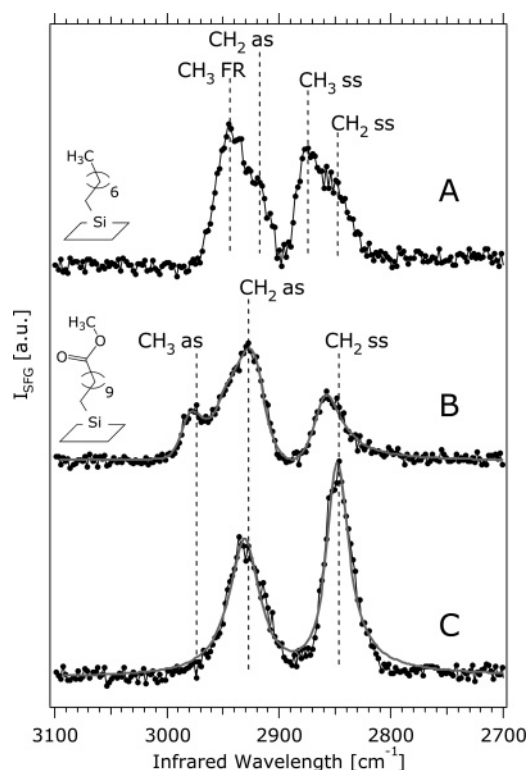 CH2 as
CH3 FR
CH3 ss
CH2 ss
H3C
6
Si
A
CH2 as
CH3 as
CH2 ss
H3C
O
O
9
Si
B
C
ISFG [a.u.]
3100 3000 2900 2800 2700
Infrared Wavelength [cm-1]